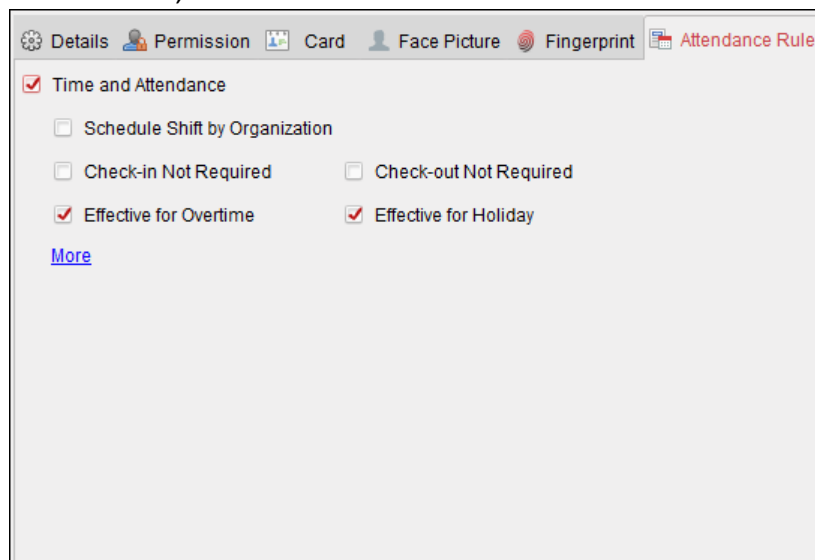 Details Permission Card Face Picture Fingerprint Attendance Rule
Time and Attendance
Schedule Shift by Organization
Check-in Not Required Check-out Not Required
Effective for Overtime Effective for Holiday
More